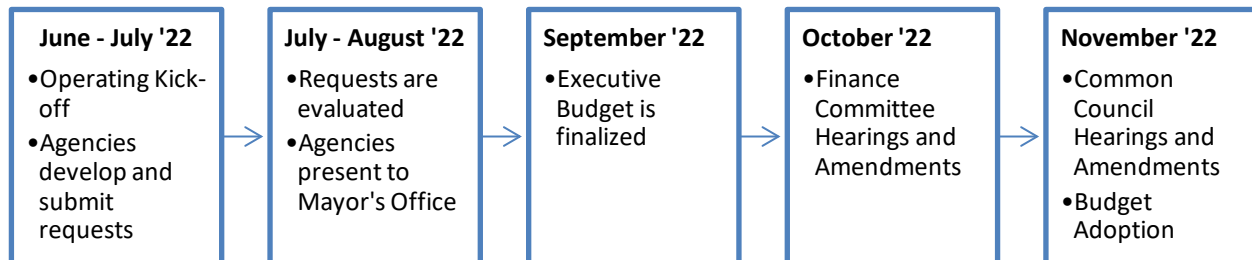 June - July '22
•Operating Kick-
off
•Agencies
develop and
submit
requests
July - August '22
•Requests are
evaluated
•Agencies
present to
Mayor's Office
September '22
•Executive
Budget is
finalized
October '22
•Finance
Committee
Hearings and
Amendments
November '22
•Common
Council
Hearings and
Amendments
•Budget
Adoption